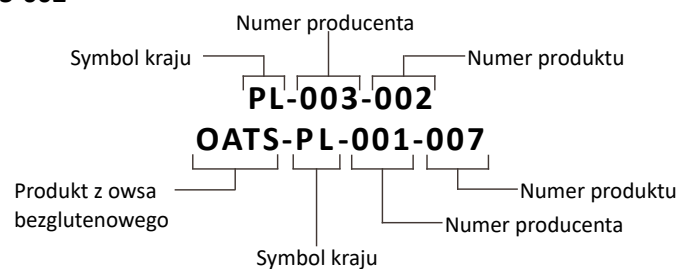 Numer producenta
Symbol kraju
Numer produktu
PL-003-002
OATS-PL-001-007
Produkt z owsa
bezglutenowego
Numer produktu
Numer producenta
Symbol kraju